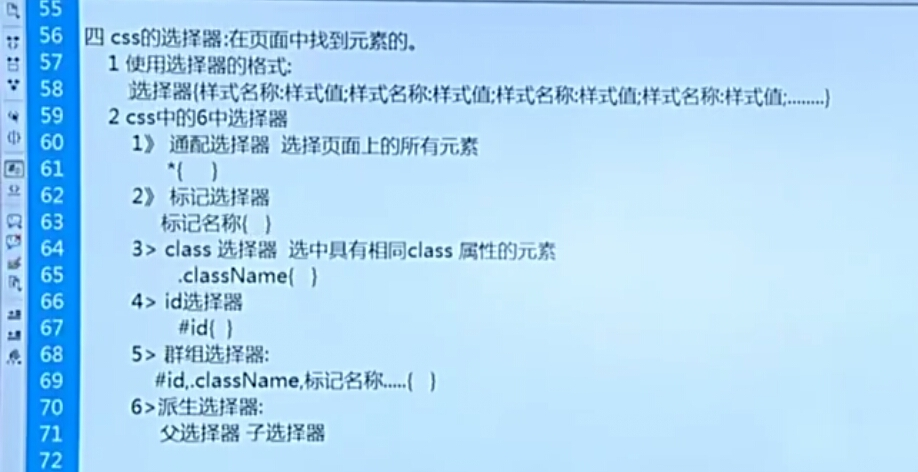 55
56 四 css的选择器:在页面中找到元素的。
57 1 使用选择器的格式:
58 选择器{样式名称:样式值;样式名称:样式值;样式名称:样式值;样式名称:样式值;........}
59 2 css中的6中选择器
60 1》 通配选择器 选择页面上的所有元素
61 *{ }
62 2》 标记选择器
63 标记名称{ }
64 3> class 选择器 选中具有相同class 属性的元素
65 .className{ }
66 4> id选择器
67 #id{ }
68 5> 群组选择器:
69 #id,.className,标记名称.....{ }
70 6>派生选择器:
71 父选择器 子选择器
72